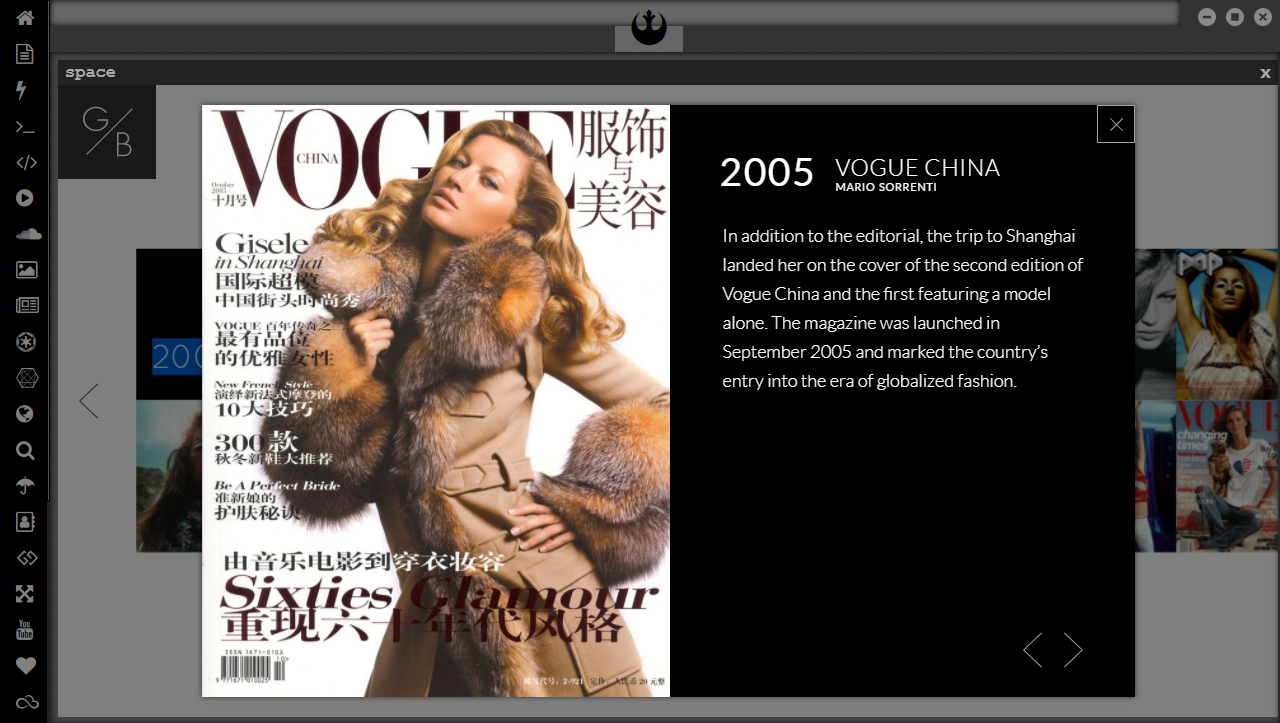 space
x
G
B
200
VOGUE
CHINA
服饰
与
美容
October
2005
十月号
Gisele
in Shanghai
国际超模
中国街头时尚秀
VOGUE 百年传奇之
最有品位
的优雅女性
New French Style
演绎新法式摩登的
10大技巧
300款
秋冬新鞋大推荐
Be A Perfect Bride
准新娘的
护肤秘诀
由音乐电影到穿衣妆容
Sixties Glamour
重现六十年代风格
ISSN 1671-010X
10>
9 771671 010025
邮发代号：2-921 定价：人民币 20 元整
2005
VOGUE CHINA
MARIO SORRENTI
In addition to the editorial, the trip to Shanghai
landed her on the cover of the second edition of
Vogue China and the first featuring a model
alone. The magazine was launched in
September 2005 and marked the country’s
entry into the era of globalized fashion.
POP
VOGUE
changing
times
You
Tube